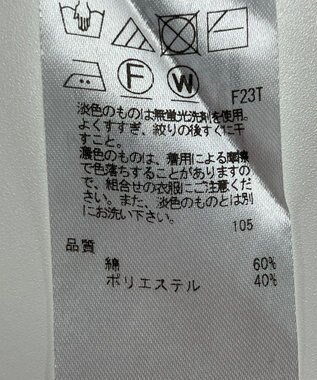 F
W
F23T
淡色のものは無蛍光洗剤を使用。
よくすすぎ、絞りの後すぐに干
すこと。
濃色のものは、着用による摩擦
で色落ちすることがありますの
で、組合せの衣服にご注意くだ
さい。また、淡色のものとは別
にお洗い下さい。
105
品質
綿 60%
ポリエステル 40%